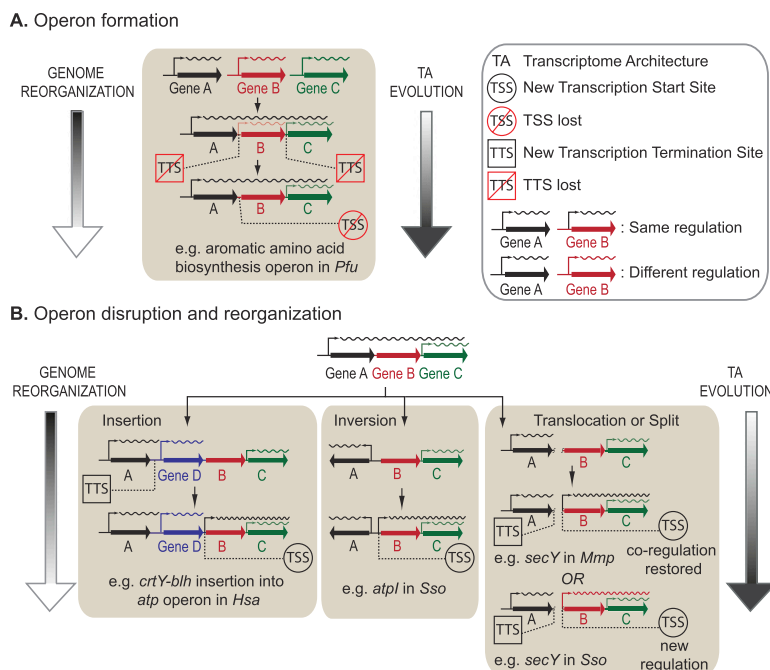 A. Operon formation
GENOME
REORGANIZATION
Gene A Gene B Gene C
A B C
TTS TTS
A B C
TSS
e.g. aromatic amino acid
biosynthesis operon in Pfu
TA
EVOLUTION
TA Transcriptome Architecture
TSS New Transcription Start Site
TSS TSS lost
TTS New Transcription Termination Site
TTS TTS lost
Gene A Gene B : Same regulation
Gene A Gene B : Different regulation
B. Operon disruption and reorganization
Gene A Gene B Gene C
GENOME
REORGANIZATION
TA
EVOLUTION
Insertion
A Gene D B C
TTS
A Gene D B C
TSS
e.g. crtY-blh insertion into
atp operon in Hsa
Inversion
A B C
A B C
TSS
e.g. atpI in Sso
Translocation or Split
A B C
A B C
TTS TSS
e.g. secY in Mmp
co-regulation
restored
OR
A B C
TTS TSS
e.g. secY in Sso
new
regulation